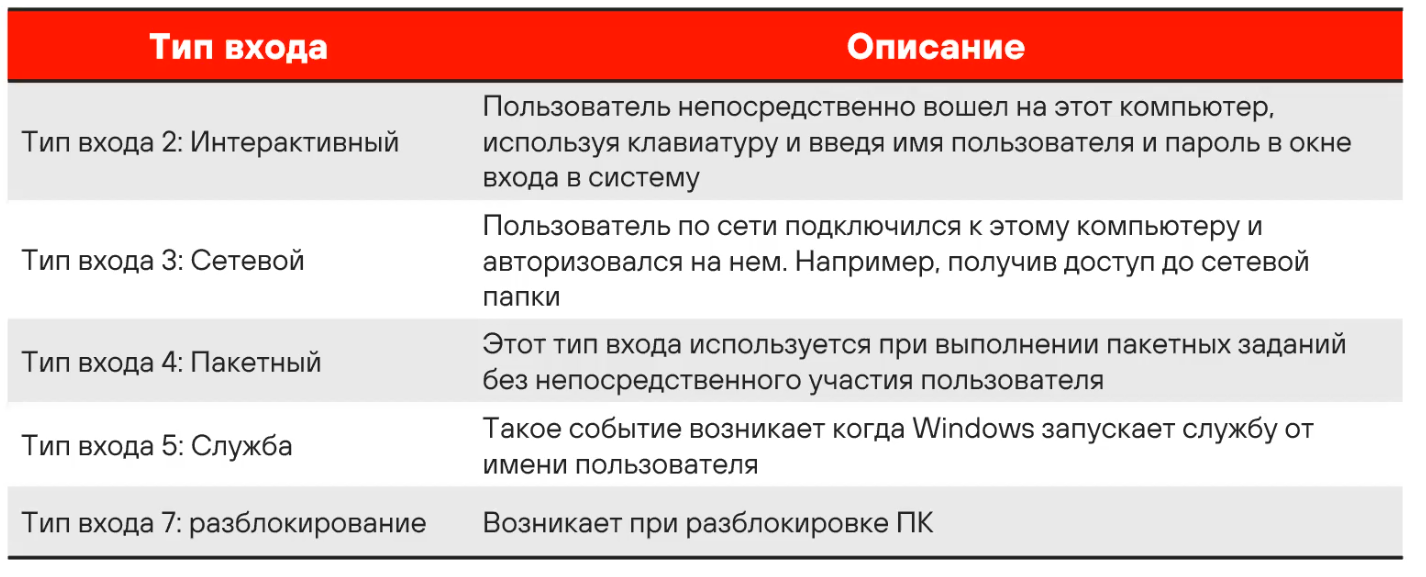 Тип входа
Описание
Тип входа 2: Интерактивный
Пользователь непосредственно вошел на этот компьютер,
используя клавиатуру и введя имя пользователя и пароль в окне
входа в систему
Тип входа 3: Сетевой
Пользователь по сети подключился к этому компьютеру и
авторизовался на нем. Например, получив доступ до сетевой
папки
Тип входа 4: Пакетный
Этот тип входа используется при выполнении пакетных заданий
без непосредственного участия пользователя
Тип входа 5: Служба
Такое событие возникает когда Windows запускает службу от
имени пользователя
Тип входа 7: разблокирование
Возникает при разблокировке ПК